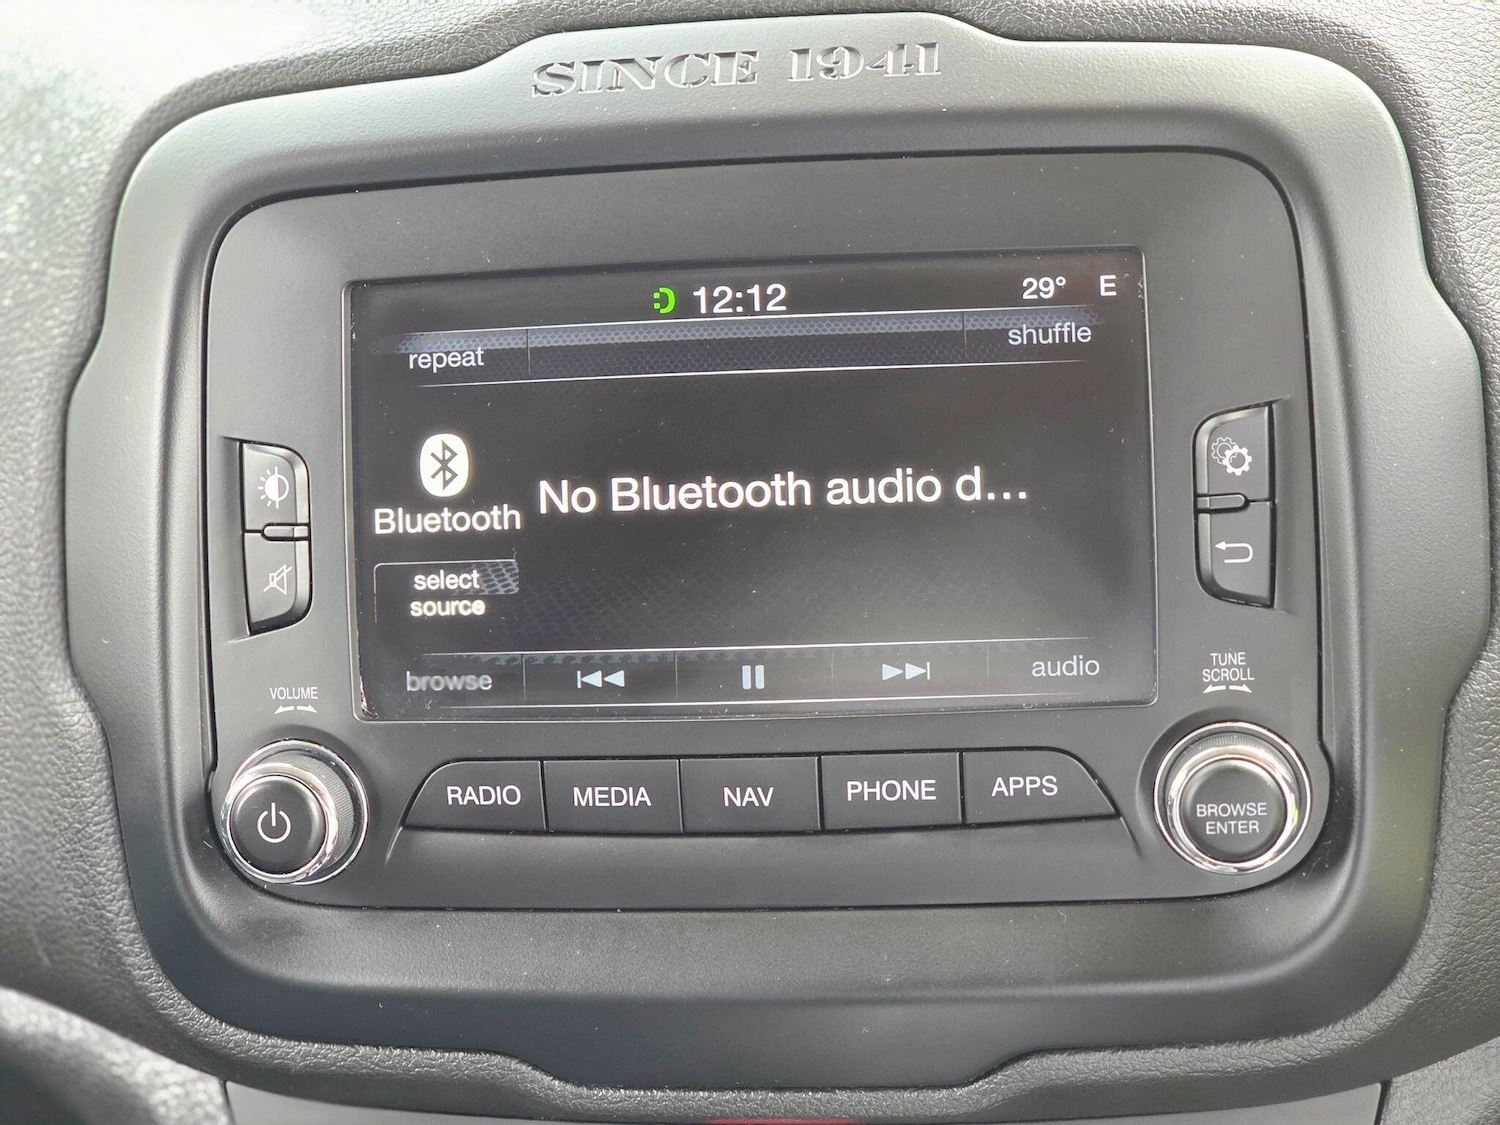 SINCE 1941
12:12
29° E
repeat
shuffle
Bluetooth
No Bluetooth audio d...
select
source
browse
audio
VOLUME
TUNE
SCROLL
RADIO
MEDIA
NAV
PHONE
APPS
BROWSE
ENTER